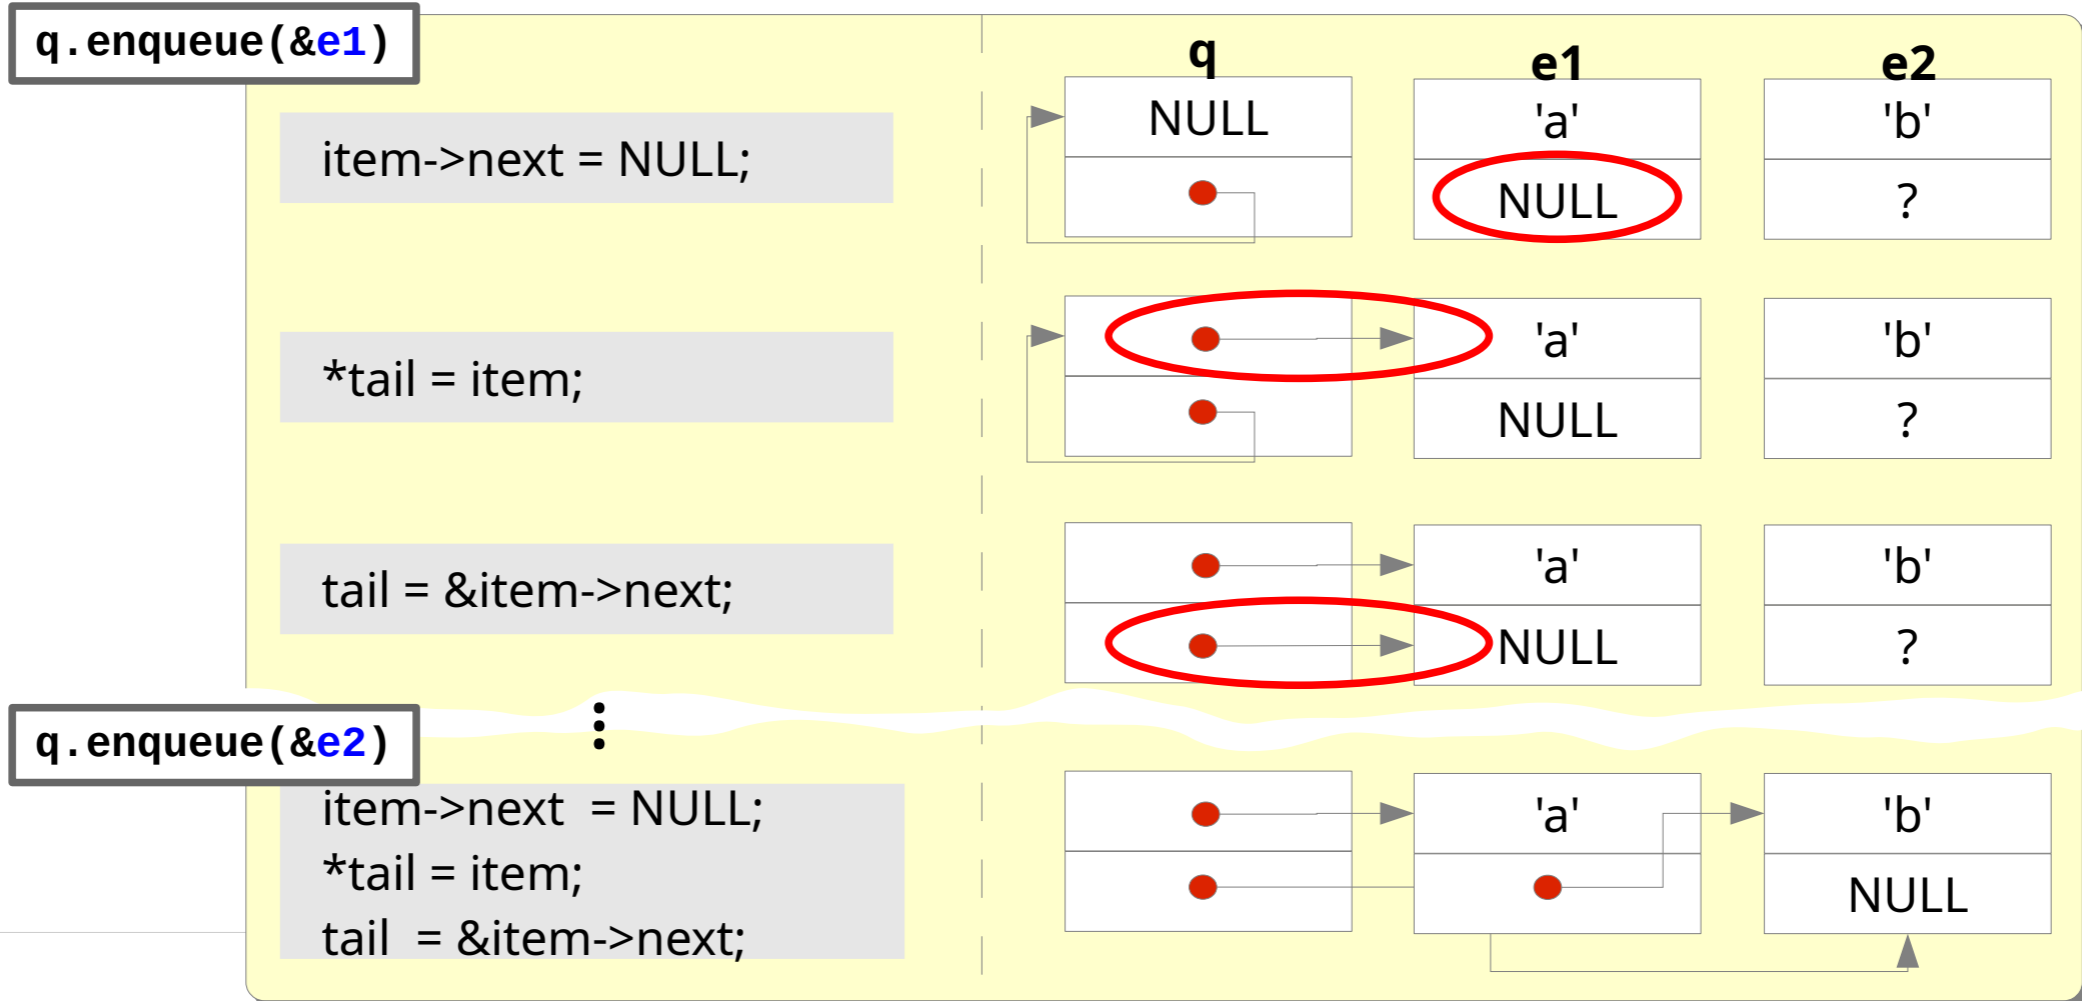 q.enqueue(&e1)
q
e1
e2
item->next = NULL;
NULL
'a'
'b'
NULL
?
*tail = item;
'a'
'b'
NULL
?
tail = &item->next;
'a'
'b'
NULL
?
q.enqueue(&e2)
item->next  = NULL;
*tail = item;
tail  = &item->next;
'a'
'b'
NULL